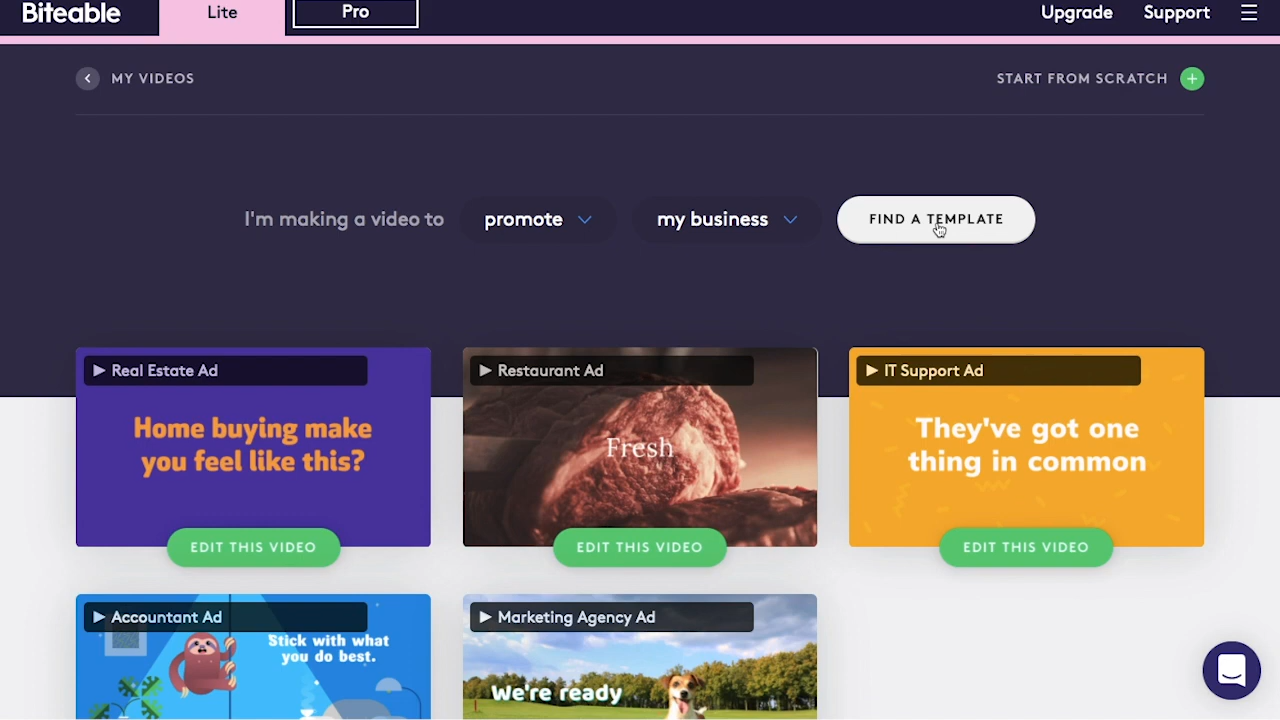 Biteable
Lite
Pro
Upgrade
Support
MY VIDEOS
START FROM SCRATCH
I'm making a video to
promote
my business
FIND A TEMPLATE
Real Estate Ad
Home buying make
you feel like this?
EDIT THIS VIDEO
Restaurant Ad
Fresh
EDIT THIS VIDEO
IT Support Ad
They've got one
thing in common
EDIT THIS VIDEO
Accountant Ad
Stick with what
you do best.
Marketing Agency Ad
We're ready